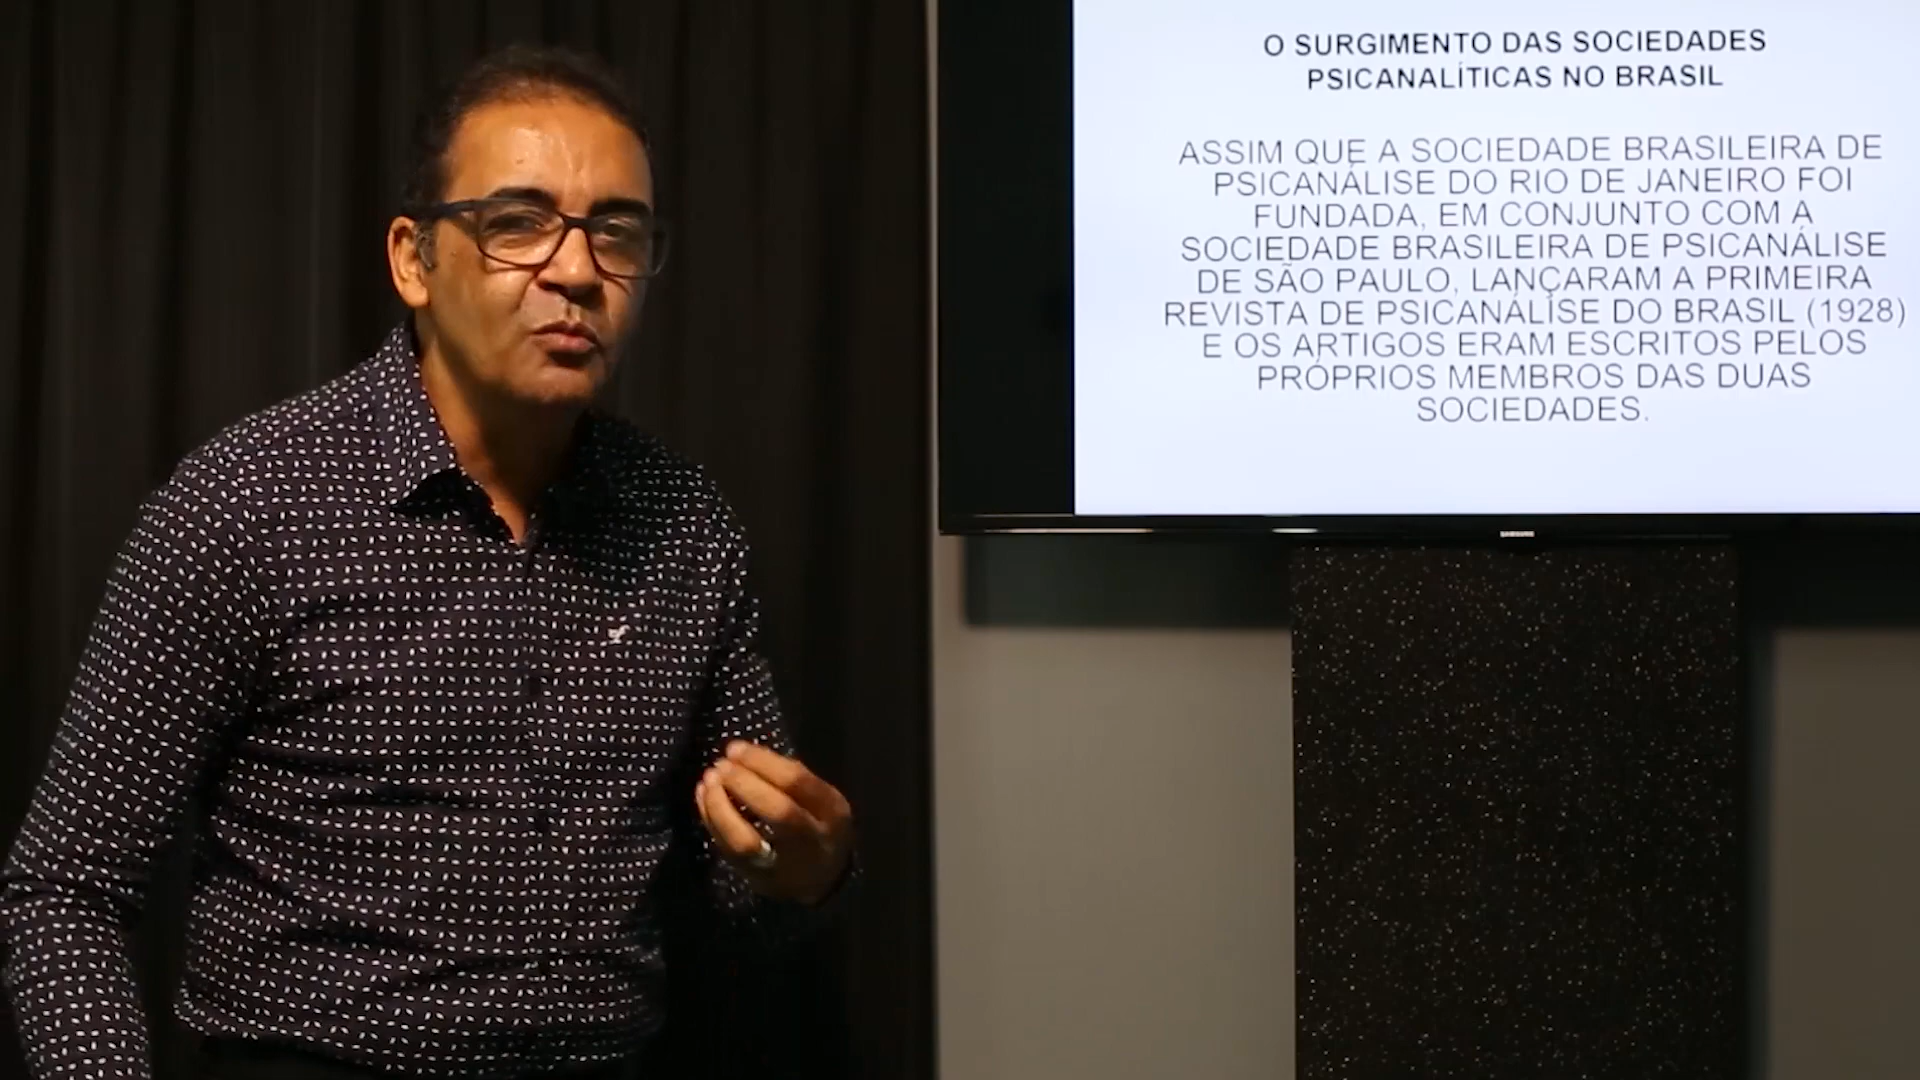 O SURGIMENTO DAS SOCIEDADES
PSICANALÍTICAS NO BRASIL
ASSIM QUE A SOCIEDADE BRASILEIRA DE
PSICANÁLISE DO RIO DE JANEIRO FOI
FUNDADA, EM CONJUNTO COM A
SOCIEDADE BRASILEIRA DE PSICANÁLISE
DE SÃO PAULO, LANÇARAM A PRIMEIRA
REVISTA DE PSICANÁLISE DO BRASIL (1928)
E OS ARTIGOS ERAM ESCRITOS PELOS
PRÓPRIOS MEMBROS DAS DUAS
SOCIEDADES.
SAMSUNG